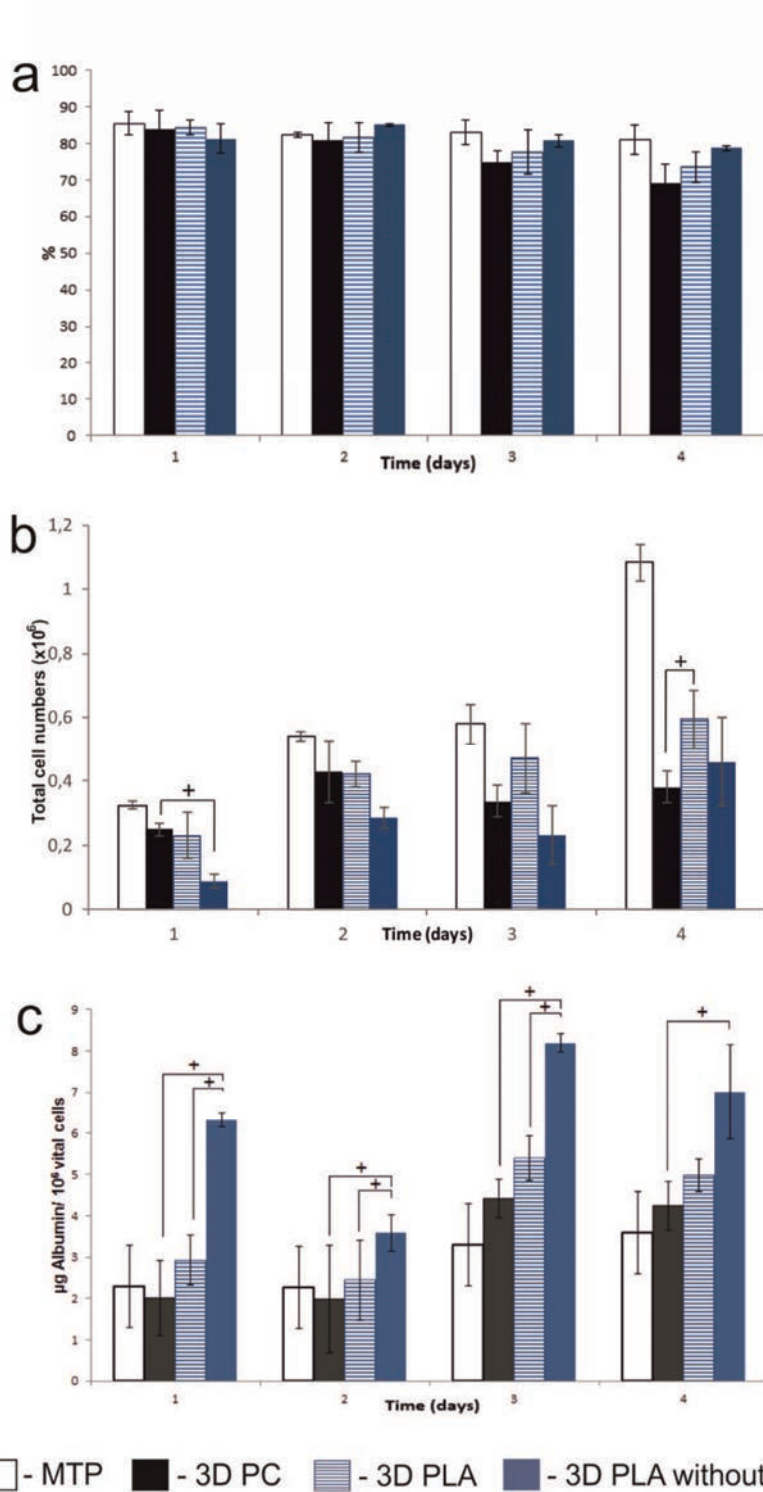 a
100
90
80
70
60
50
40
30
20
10
0
%
1 2 3 4
Time (days)
b
1,2
1
0,8
0,6
0,4
0,2
0
Total cell numbers (x10⁶)
+ +
1 2 3 4
Time (days)
c
9
8
7
6
5
4
3
2
1
0
µg Albumin/ 10⁶ vital cells
+ + + + + + +
1 2 3 4
Time (days)
- MTP - 3D PC - 3D PLA - 3D PLA without